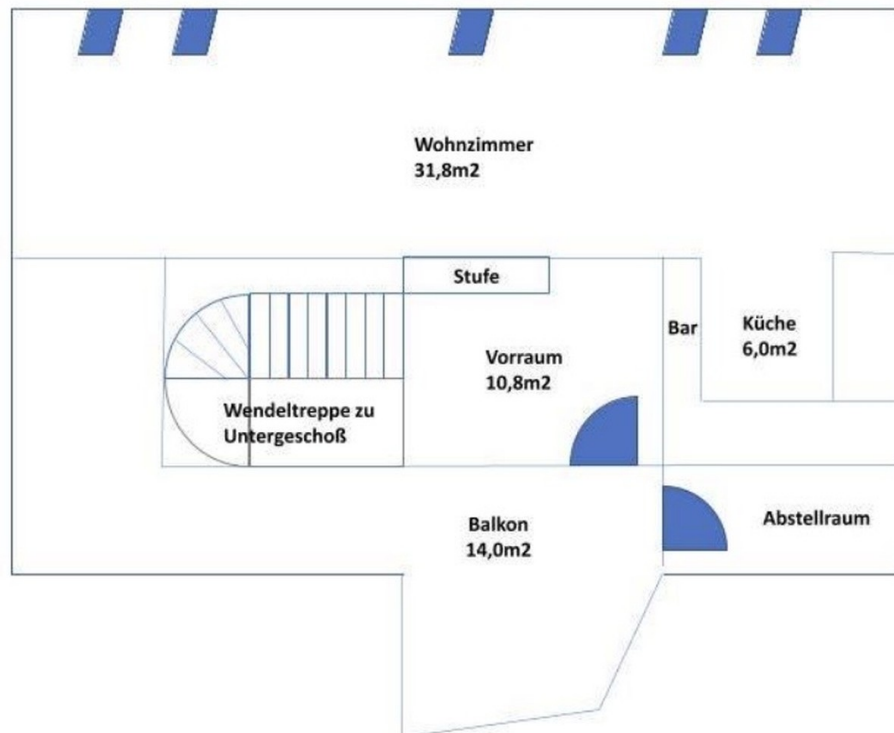 Wohnzimmer
31,8m2
Stufe
Bar
Küche
6,0m2
Vorraum
10,8m2
Wendeltreppe zu
Untergeschoß
Balkon
14,0m2
Abstellraum